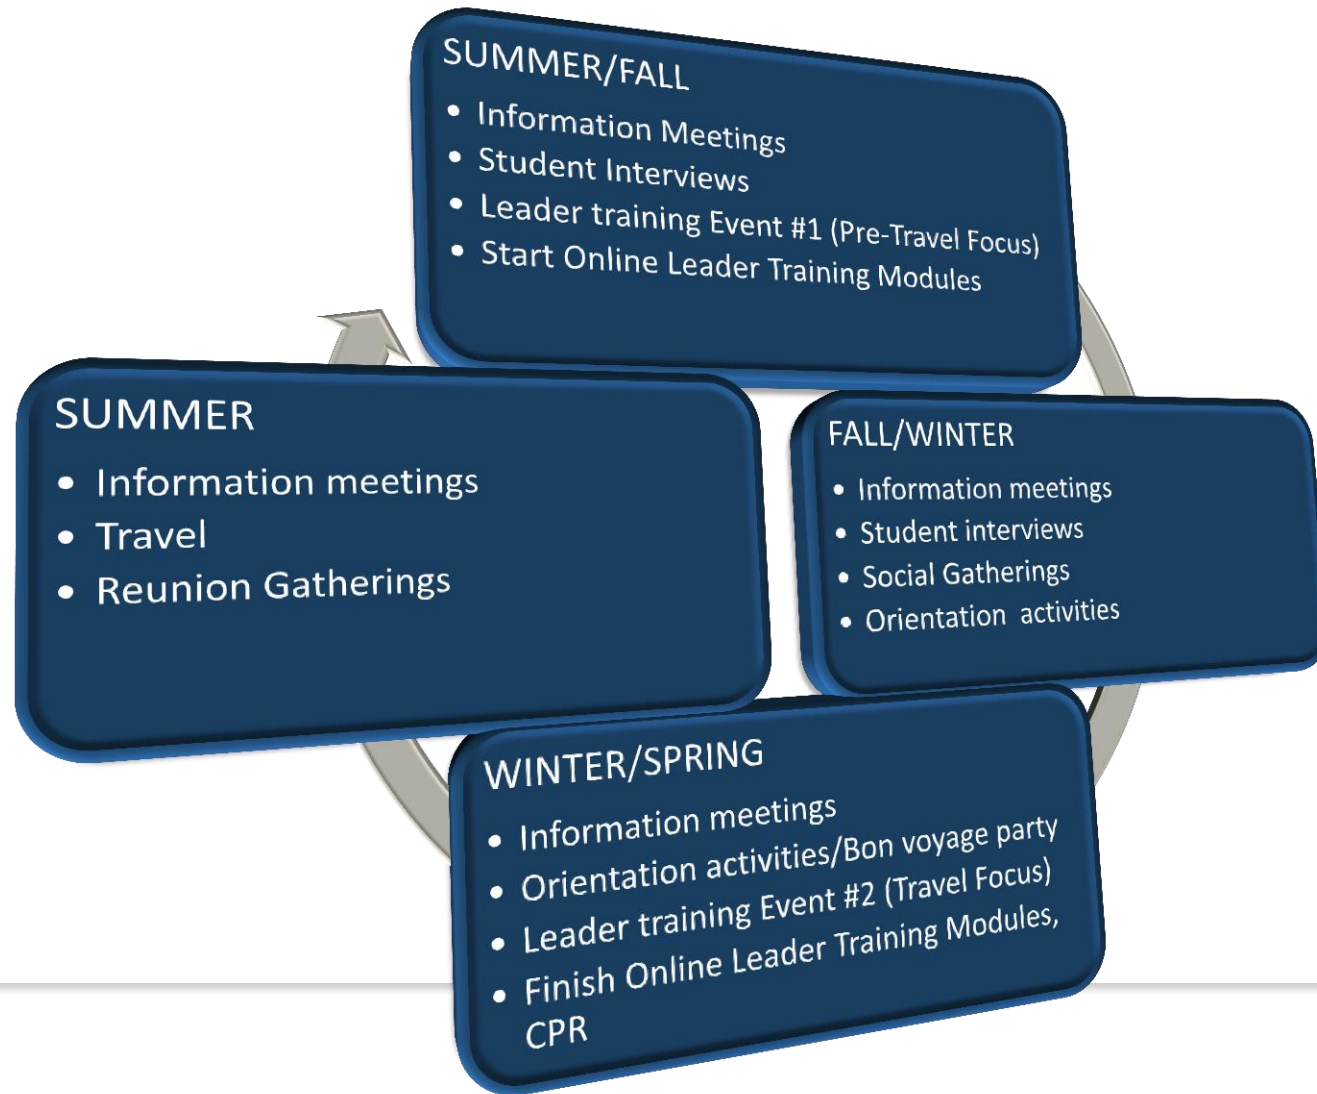 SUMMER/FALL
• Information Meetings
• Student Interviews
• Leader training Event #1 (Pre-Travel Focus)
• Start Online Leader Training Modules
SUMMER
• Information meetings
• Travel
• Reunion Gatherings
FALL/WINTER
• Information meetings
• Student interviews
• Social Gatherings
• Orientation activities
WINTER/SPRING
• Information meetings
• Orientation activities/Bon voyage party
• Leader training Event #2 (Travel Focus)
• Finish Online Leader Training Modules,
CPR